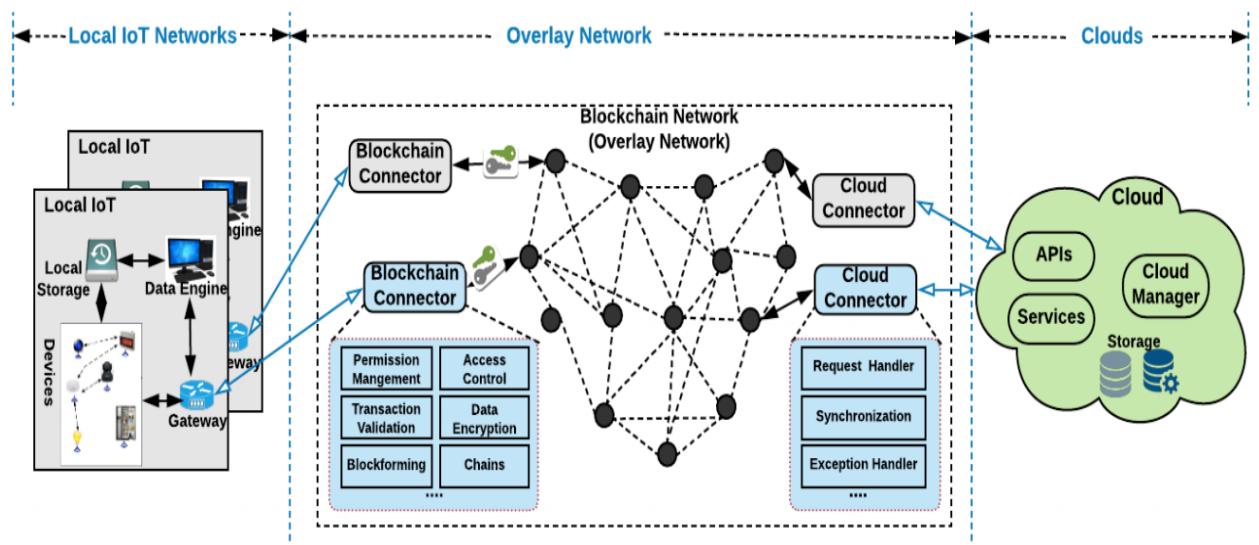 Local IoT Networks
Overlay Network
Clouds
Local IoT
ngine
eway
Local IoT
Local
Storage
Data Engine
Devices
Gateway
Blockchain Network
(Overlay Network)
Blockchain
Connector
Blockchain
Connector
Permission
Mangement
Access
Control
Transaction
Validation
Data
Encryption
Blockforming
Chains
....
Cloud
Connector
Cloud
Connector
Request Handler
Synchronization
Exception Handler
....
Cloud
APIs
Services
Cloud
Manager
Storage